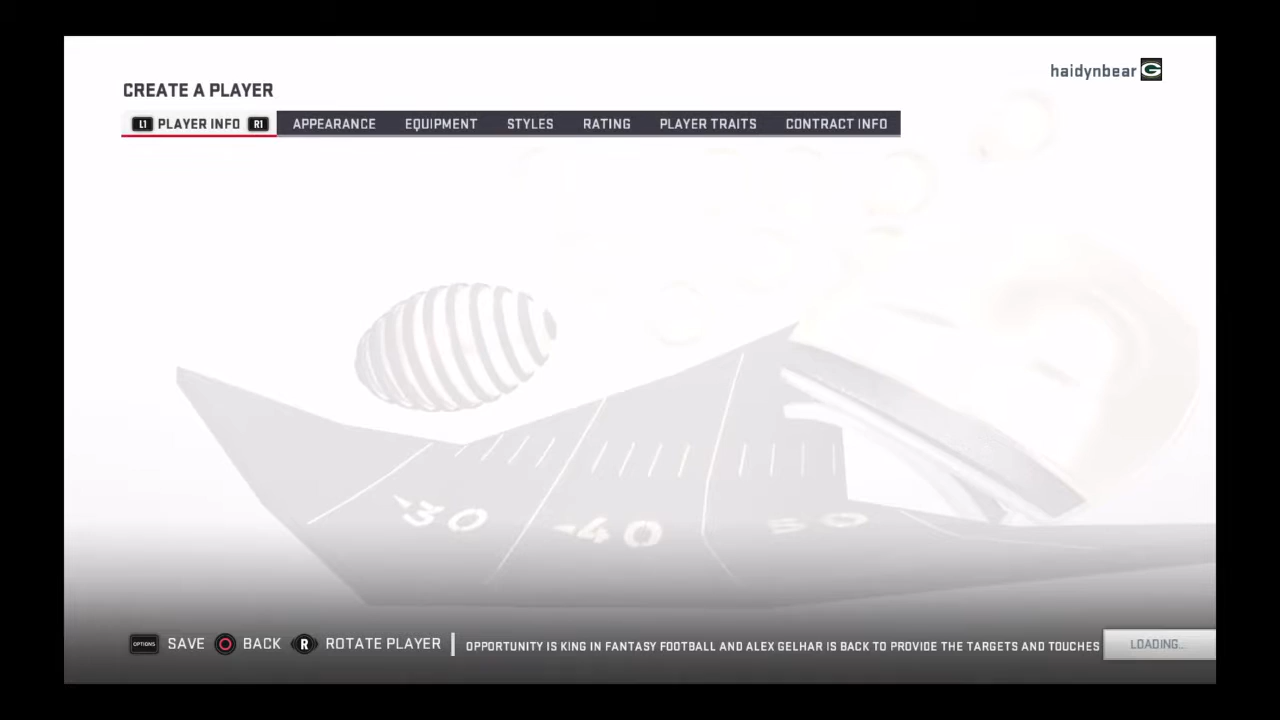 haidynbear G
CREATE A PLAYER
L1 PLAYER INFO R1 APPEARANCE EQUIPMENT STYLES RATING PLAYER TRAITS CONTRACT INFO
30 40 50
OPTIONS SAVE BACK R ROTATE PLAYER OPPORTUNITY IS KING IN FANTASY FOOTBALL AND ALEX GELHAR IS BACK TO PROVIDE THE TARGETS AND TOUCHES LOADING..